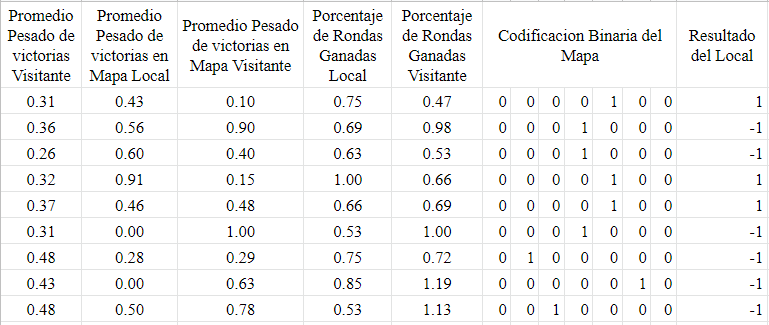 Promedio Pesado de victorias Visitante | Promedio Pesado de victorias en Mapa Local | Promedio Pesado de victorias en Mapa Visitante | Porcentaje de Rondas Ganadas Local | Porcentaje de Rondas Ganadas Visitante | Codificacion Binaria del Mapa | Resultado del Local
0.31 0.43 0.10 0.75 0.47 0 0 0 0 1 0 0 1
0.36 0.56 0.90 0.69 0.98 0 0 0 1 0 0 0 -1
0.26 0.60 0.40 0.63 0.53 0 0 0 1 0 0 0 -1
0.32 0.91 0.15 1.00 0.66 0 0 0 0 1 0 0 1
0.37 0.46 0.48 0.66 0.69 0 0 0 0 1 0 0 1
0.31 0.00 1.00 0.53 1.00 0 0 0 1 0 0 0 -1
0.48 0.28 0.29 0.75 0.72 0 1 0 0 0 0 0 -1
0.43 0.00 0.63 0.85 1.19 0 0 0 0 0 1 0 -1
0.48 0.50 0.78 0.53 1.13 0 0 1 0 0 0 0 -1